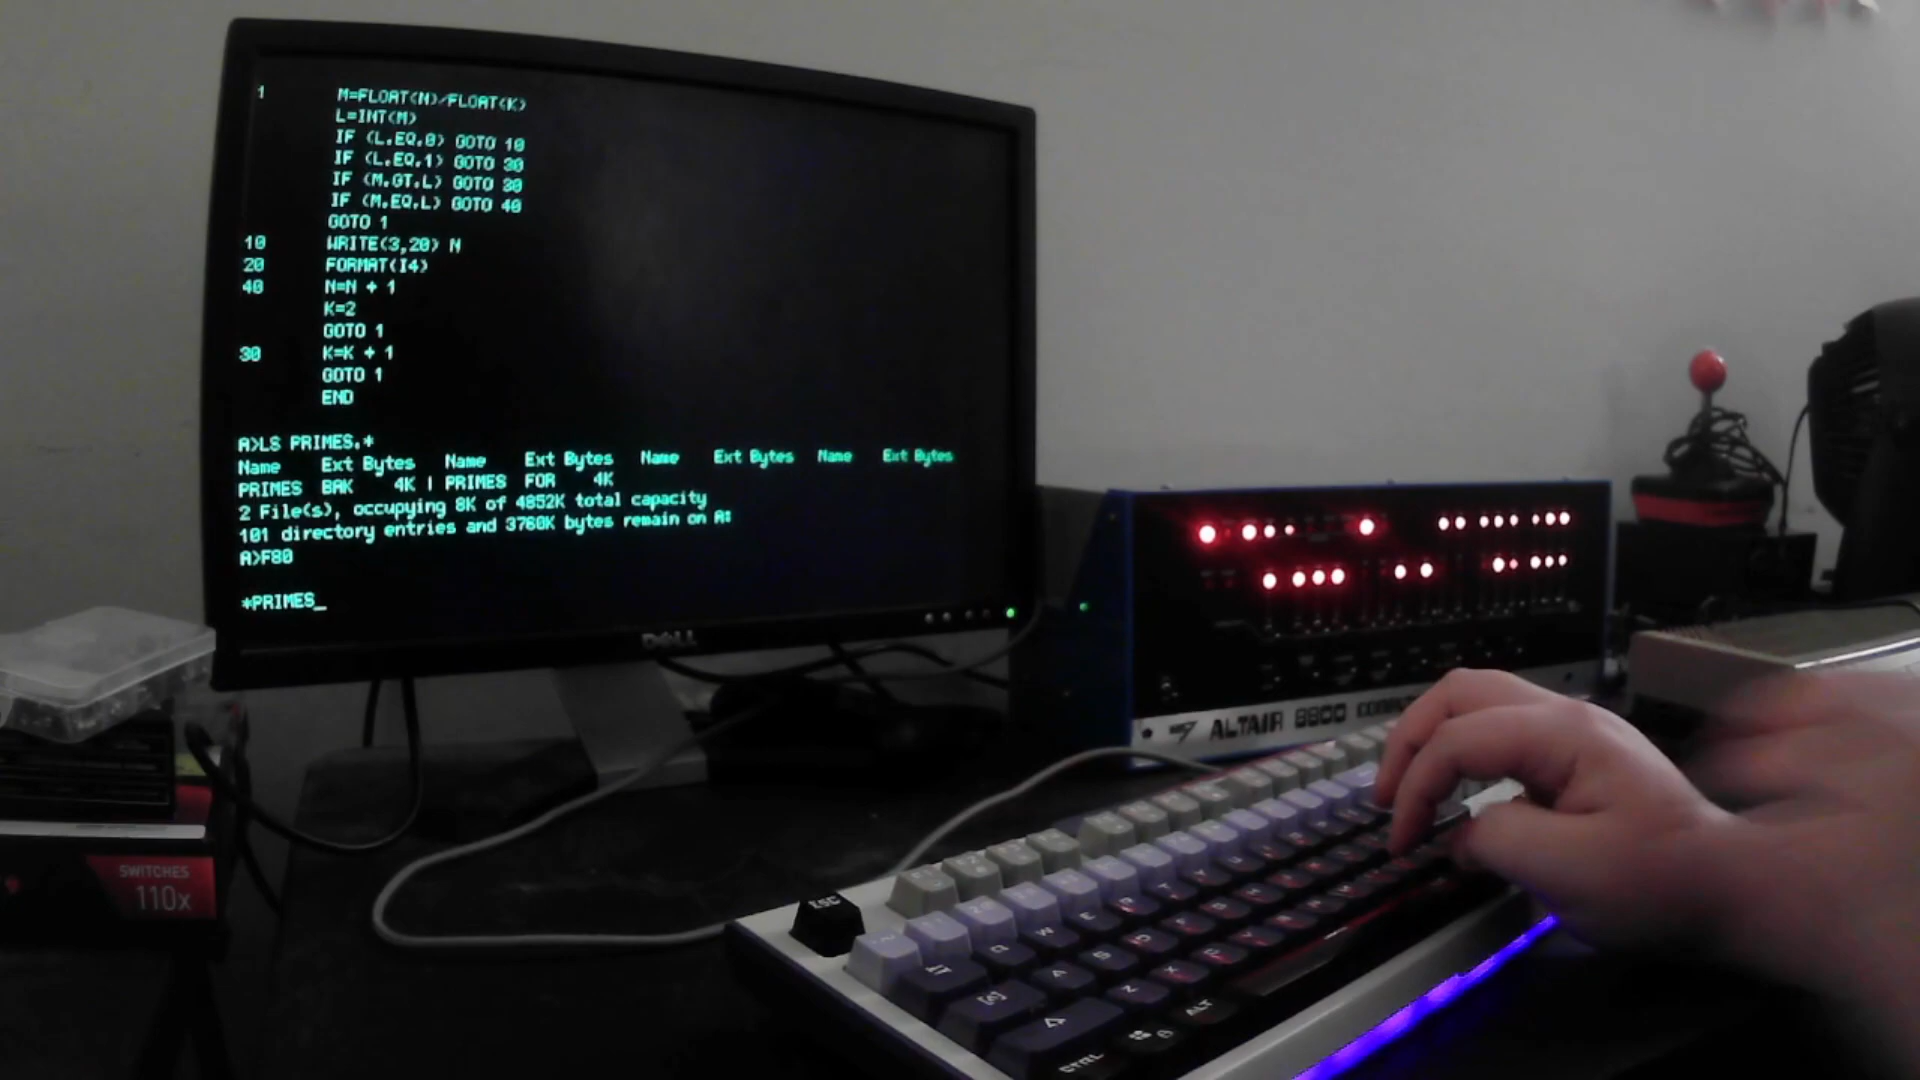 1 M=FLOAT(N)/FLOAT(K)
L=INT(M)
IF (L.EQ.0) GOTO 10
IF (L.EQ.1) GOTO 30
IF (M.GT.L) GOTO 30
IF (M.EQ.L) GOTO 40
GOTO 1
10 WRITE(3,20) N
20 FORMAT(I4)
40 N=N + 1
K=2
GOTO 1
30 K=K + 1
GOTO 1
END
A>LS PRIMES.*
Name Ext Bytes Name Ext Bytes Name Ext Bytes Name Ext Bytes
PRIMES BAK 4K | PRIMES FOR 4K
2 File(s), occupying 8K of 4852K total capacity
101 directory entries and 3760K bytes remain on A:
A>F80
*PRIMES_
DELL
ALTAIR 8800
SWITCHES
110x
ESC
Q W E R T Y
A S D F G
Z X
ALT
CTRL